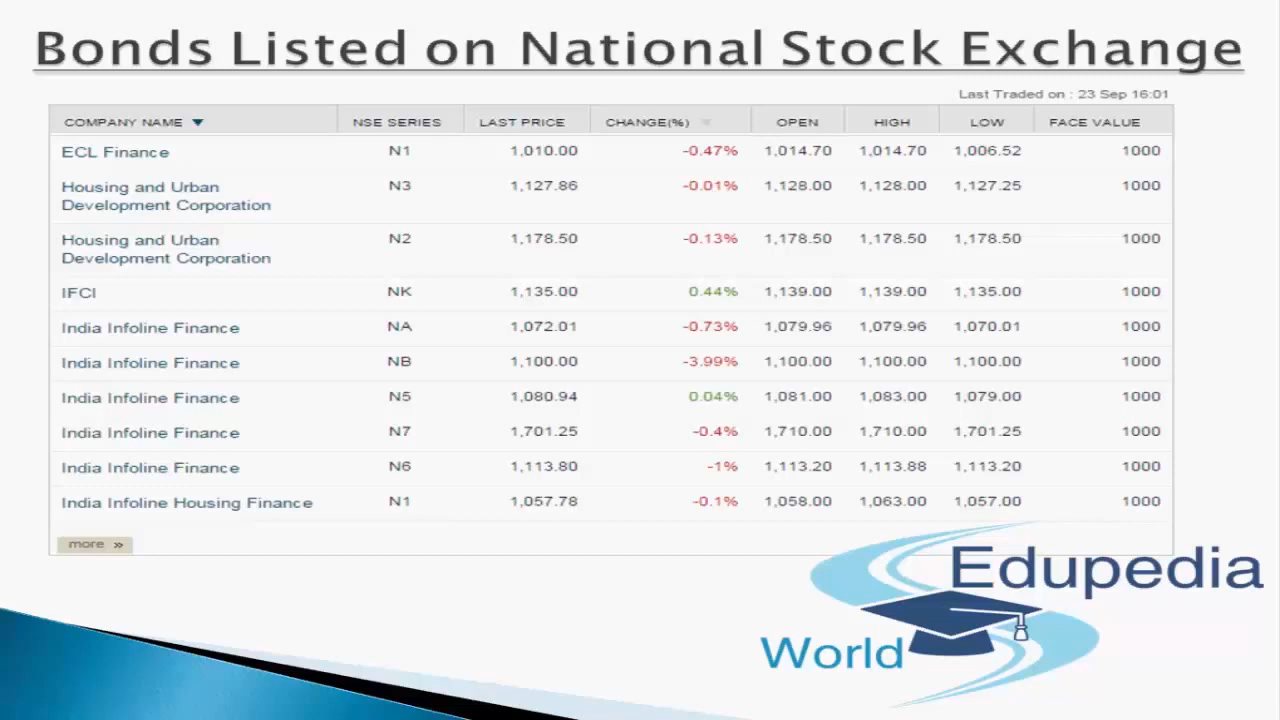 Bonds Listed on National Stock Exchange
Last Traded on : 23 Sep 16:01
COMPANY NAME NSE SERIES LAST PRICE CHANGE(%) OPEN HIGH LOW FACE VALUE
ECL Finance N1 1,010.00 -0.47% 1,014.70 1,014.70 1,006.52 1000
Housing and Urban N3 1,127.86 -0.01% 1,128.00 1,128.00 1,127.25 1000
Development Corporation
Housing and Urban N2 1,178.50 -0.13% 1,178.50 1,178.50 1,178.50 1000
Development Corporation
IFCI NK 1,135.00 0.44% 1,139.00 1,139.00 1,135.00 1000
India Infoline Finance NA 1,072.01 -0.73% 1,079.96 1,079.96 1,070.01 1000
India Infoline Finance NB 1,100.00 -3.99% 1,100.00 1,100.00 1,100.00 1000
India Infoline Finance N5 1,080.94 0.04% 1,081.00 1,083.00 1,079.00 1000
India Infoline Finance N7 1,701.25 -0.4% 1,710.00 1,710.00 1,701.25 1000
India Infoline Finance N6 1,113.80 -1% 1,113.20 1,113.88 1,113.20 1000
India Infoline Housing Finance N1 1,057.78 -0.1% 1,058.00 1,063.00 1,057.00 1000
more »
Edupedia
World